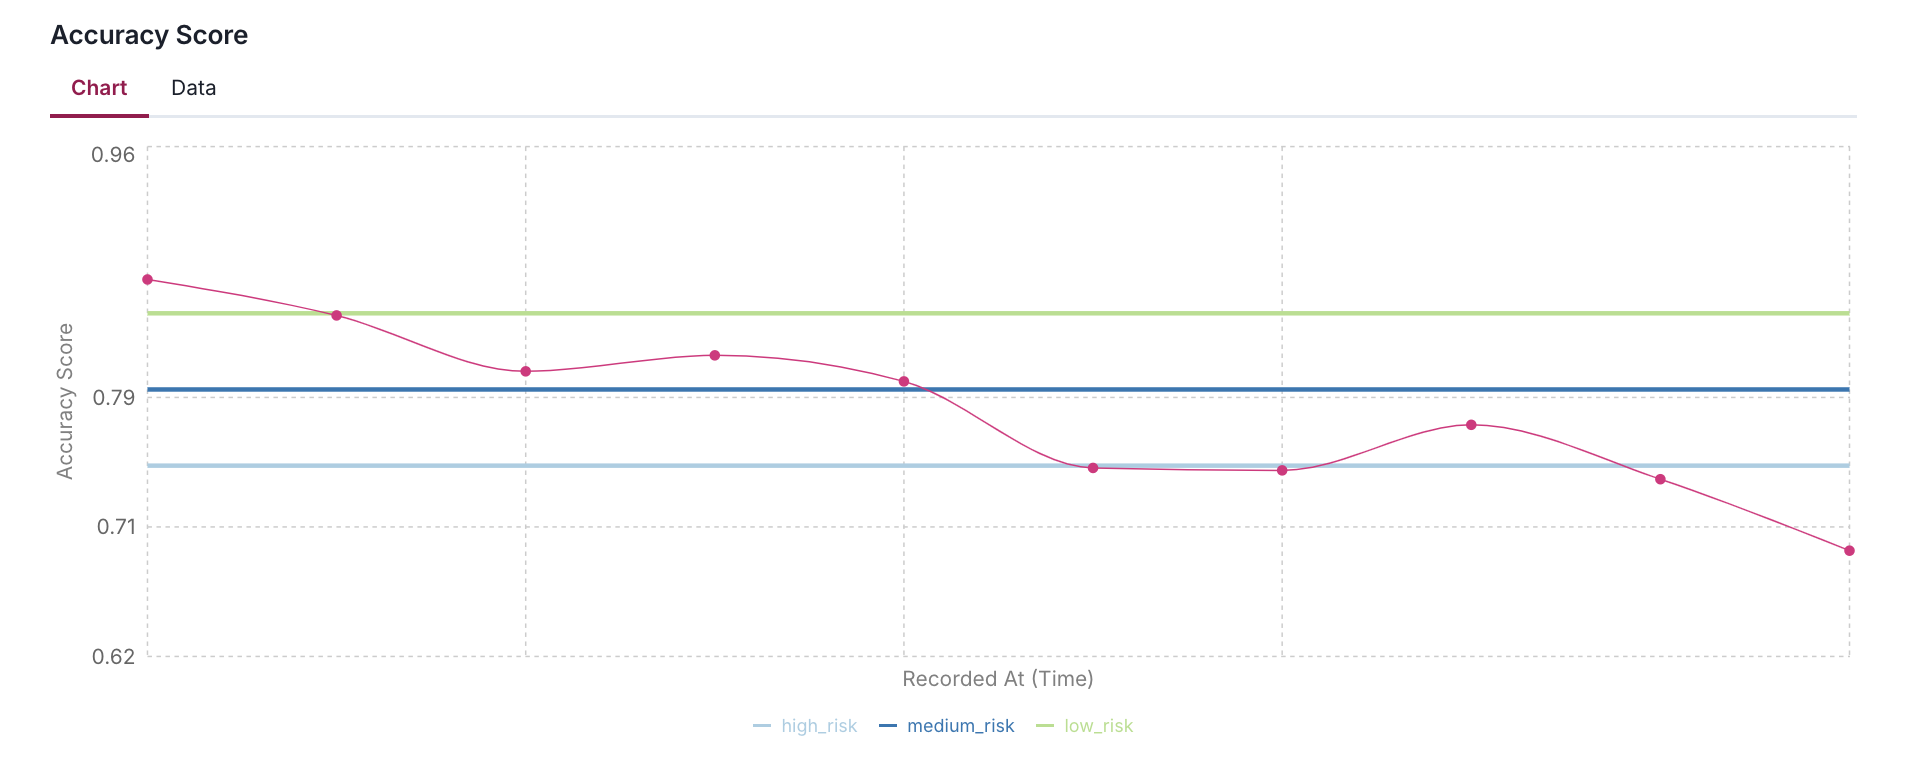 Accuracy Score
Chart Data
0.96
0.79
0.71
0.62
Accuracy Score
Recorded At (Time)
high_risk medium_risk low_risk